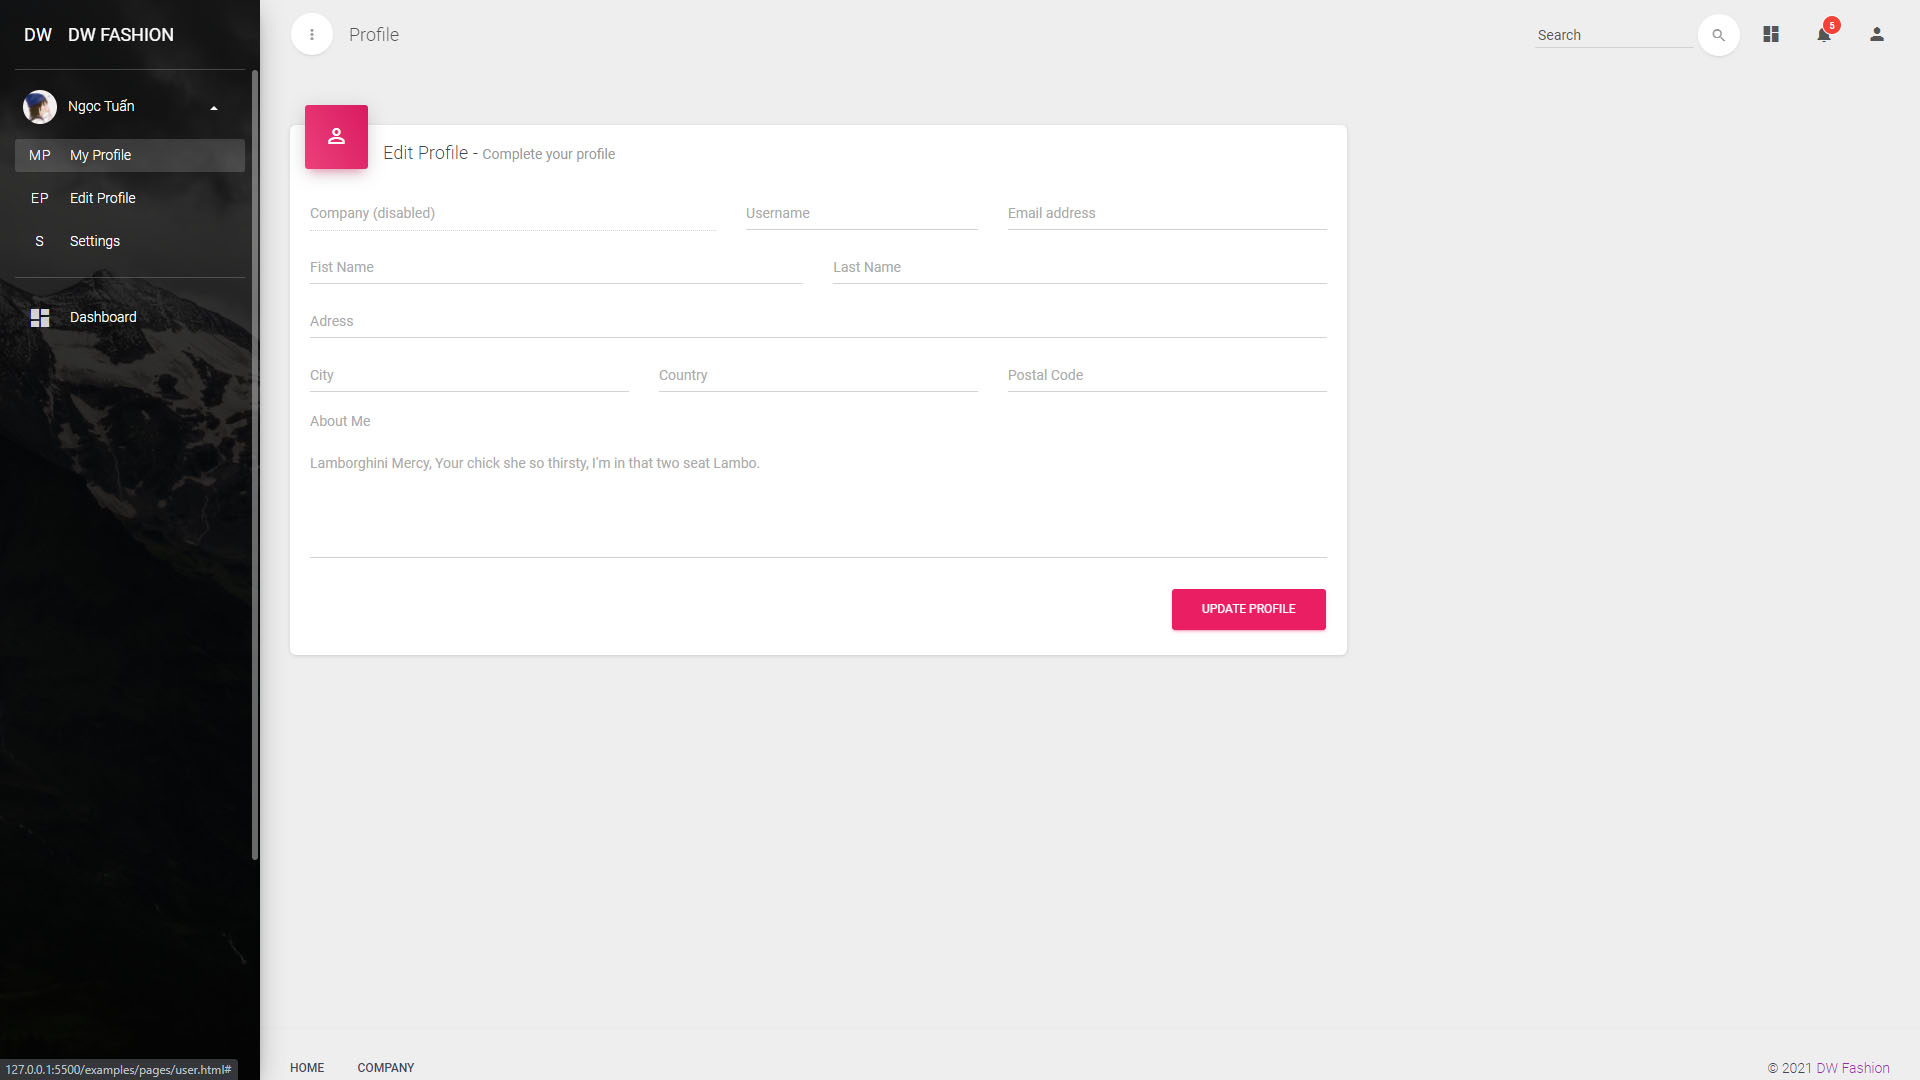 DW DW FASHION
Ngọc Tuấn
MP My Profile
EP Edit Profile
S Settings
Dashboard
Profile
Search
5
Edit Profile - Complete your profile
Company (disabled) Username Email address
Fist Name Last Name
Adress
City Country Postal Code
About Me
Lamborghini Mercy, Your chick she so thirsty, I'm in that two seat Lambo.
UPDATE PROFILE
HOME COMPANY
© 2021 DW Fashion
127.0.0.1:5500/examples/pages/user.html#